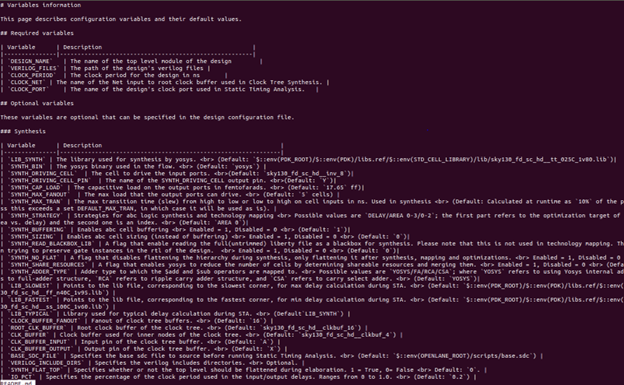 # Variables information
This page describes configuration variables and their default values.
## Required variables
| Variable | Description |
|---------------|---------------------------------------------------------------|
| `DESIGN_NAME` | The name of the top level module of the design |
| `VERILOG_FILES` | The path of the design's verilog files |
| `CLOCK_PERIOD` | The clock period for the design in ns |
| `CLOCK_NET` | The name of the Net input to root clock buffer used in Clock Tree Synthesis. |
| `CLOCK_PORT` | The name of the design's clock port used in Static Timing Analysis. |
## Optional variables
These variables are optional that can be specified in the design configuration file.
### Synthesis
| Variable | Description |
|---------------|---------------------------------------------------------------|
| `LIB_SYNTH` | The library used for synthesis by yosys. <br> (Default: `$::env(PDK_ROOT)/$::env(PDK)/libs.ref/$::env(STD_CELL_LIBRARY)/lib/sky130_fd_sc_hd__tt_025C_1v80.lib`)|
| `SYNTH_BIN` | The yosys binary used in the flow. <br> (Default: `yosys`) |
| `SYNTH_DRIVING_CELL` | The cell to drive the input ports. <br>(Default: `sky130_fd_sc_hd__inv_8`)|
| `SYNTH_DRIVING_CELL_PIN` | The name of the SYNTH_DRIVING_CELL output pin. <br>(Default: `Y`)|
| `SYNTH_CAP_LOAD` | The capacitive load on the output ports in femtofarads. <br> (Default: `17.65` ff)|
| `SYNTH_MAX_FANOUT` | The max load that the output ports can drive. <br> (Default: `5` cells) |
| `SYNTH_MAX_TRAN` | The max transition time (slew) from high to low or low to high on cell inputs in ns. Used in synthesis <br> (Default: Calculated at runtime as `10%` of the p
ss this exceeds a set DEFAULT_MAX_TRAN, in which case it will be used as is). |
| `SYNTH_STRATEGY` | Strategies for abc logic synthesis and technology mapping <br> Possible values are `DELAY/AREA 0-3/0-2`; the first part refers to the optimization target of
ea vs. delay) and the second one is an index. <br> (Default: `AREA 0`)|
| `SYNTH_BUFFERING` | Enables abc cell buffering <br> Enabled = 1, Disabled = 0 <br> (Default: `1`)|
| `SYNTH_SIZING` | Enables abc cell sizing (instead of buffering) <br> Enabled = 1, Disabled = 0 <br> (Default: `0`)|
| `SYNTH_READ_BLACKBOX_LIB` | A flag that enable reading the full(untrimmed) liberty file as a blackbox for synthesis. Please note that this is not used in technology mapping. Th
n trying to preserve gate instances in the rtl of the design. <br> Enabled = 1, Disabled = 0 <br> (Default: `0`)|
| `SYNTH_NO_FLAT` | A flag that disables flattening the hierarchy during synthesis, only flattening it after synthesis, mapping and optimizations. <br> Enabled = 1, Disabled = 0
| `SYNTH_SHARE_RESOURCES` | A flag that enables yosys to reduce the number of cells by determining shareable resources and merging them. <br> Enabled = 1, Disabled = 0 <br> (Default
| `SYNTH_ADDER_TYPE` | Adder type to which the $add and $sub operators are mapped to. <br> Possible values are `YOSYS/FA/RCA/CSA`; where `YOSYS` refers to using Yosys internal ad
s to full-adder structure, `RCA` refers to ripple carry adder structure, and `CSA` refers to carry select adder. <br> (Default: `YOSYS`)|
| `LIB_SLOWEST` | Points to the lib file, corresponding to the slowest corner, for max delay calculation during STA. <br> (Default: `$::env(PDK_ROOT)/$::env(PDK)/libs.ref/$::
| `LIB_FASTEST` | Points to the lib file, corresponding to the fastest corner, for min delay calculation during STA. <br> (Default: `$::env(PDK_ROOT)/$::env(PDK)/libs.ref/$::
| `LIB_TYPICAL` | Library used for typical delay calculation during STA. <br> (Default`LIB_SYNTH`) |
| `CLOCK_BUFFER_FANOUT` | Fanout of clock tree buffers. <br> (Default: `16`) |
| `ROOT_CLK_BUFFER` | Root clock buffer of the clock tree. <br> (Default: `sky130_fd_sc_hd__clkbuf_16`) |
| `CLK_BUFFER` | Clock buffer used for inner nodes of the clock tree. <br> (Default: `sky130_fd_sc_hd__clkbuf_4`) |
| `CLK_BUFFER_INPUT` | Input pin of the clock tree buffer. <br> (Default: `A`) |
| `CLK_BUFFER_OUTPUT` | Output pin of the clock tree buffer. <br> (Default: `X`) |
| `BASE_SDC_FILE` | Specifies the base sdc file to source before running Static Timing Analysis. <br> (Default: `$::env(OPENLANE_ROOT)/scripts/base.sdc`) |
| `VERILOG_INCLUDE_DIRS` | Specifies the verilog includes directories. <br> Optional. |
| `SYNTH_FLAT_TOP` | Specifies whether or not the top level should be flattened during elaboration. 1 = True, 0= False <br> (Default: `0`). |
| `IO_PCT` | Specifies the percentage of the clock period used in the input/output delays. Ranges from 0 to 1.0. <br> (Default: `0.2`) |
README.md